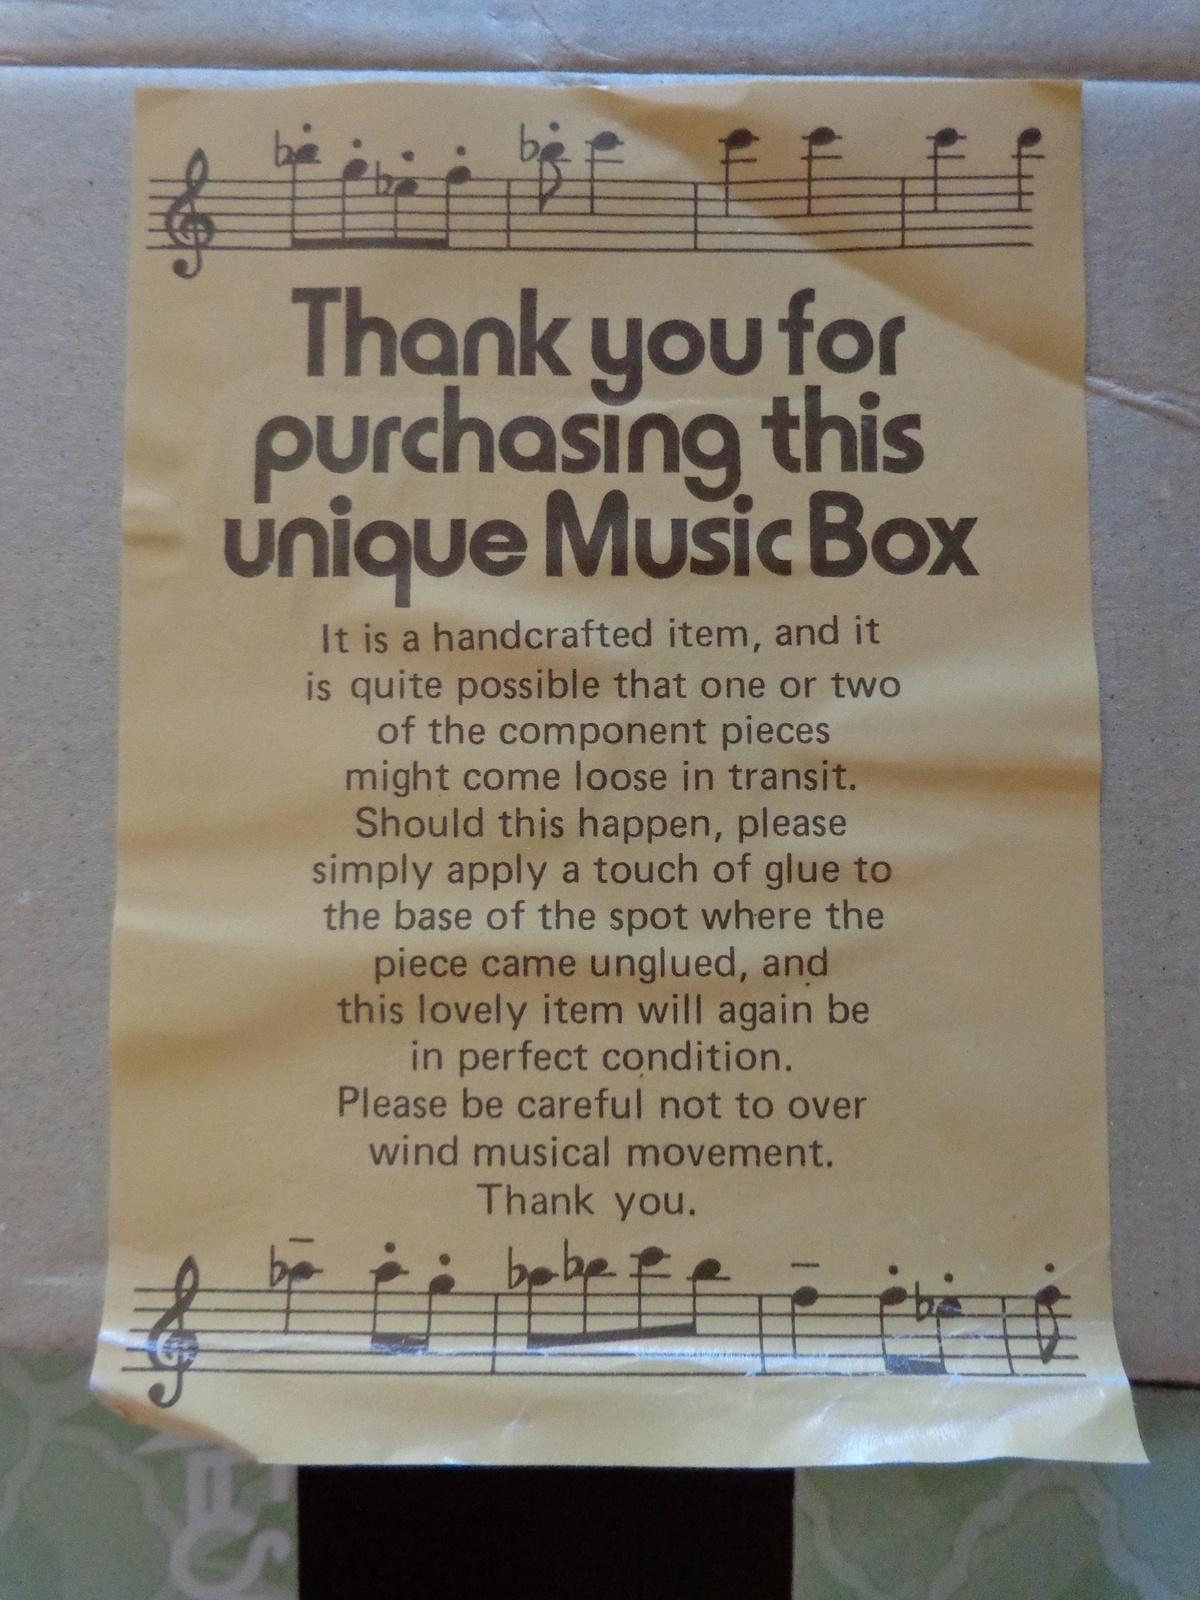 Thank you for
purchasing this
unique Music Box
It is a handcrafted item, and it
is quite possible that one or two
of the component pieces
might come loose in transit.
Should this happen, please
simply apply a touch of glue to
the base of the spot where the
piece came unglued, and
this lovely item will again be
in perfect condition.
Please be careful not to over
wind musical movement.
Thank you.